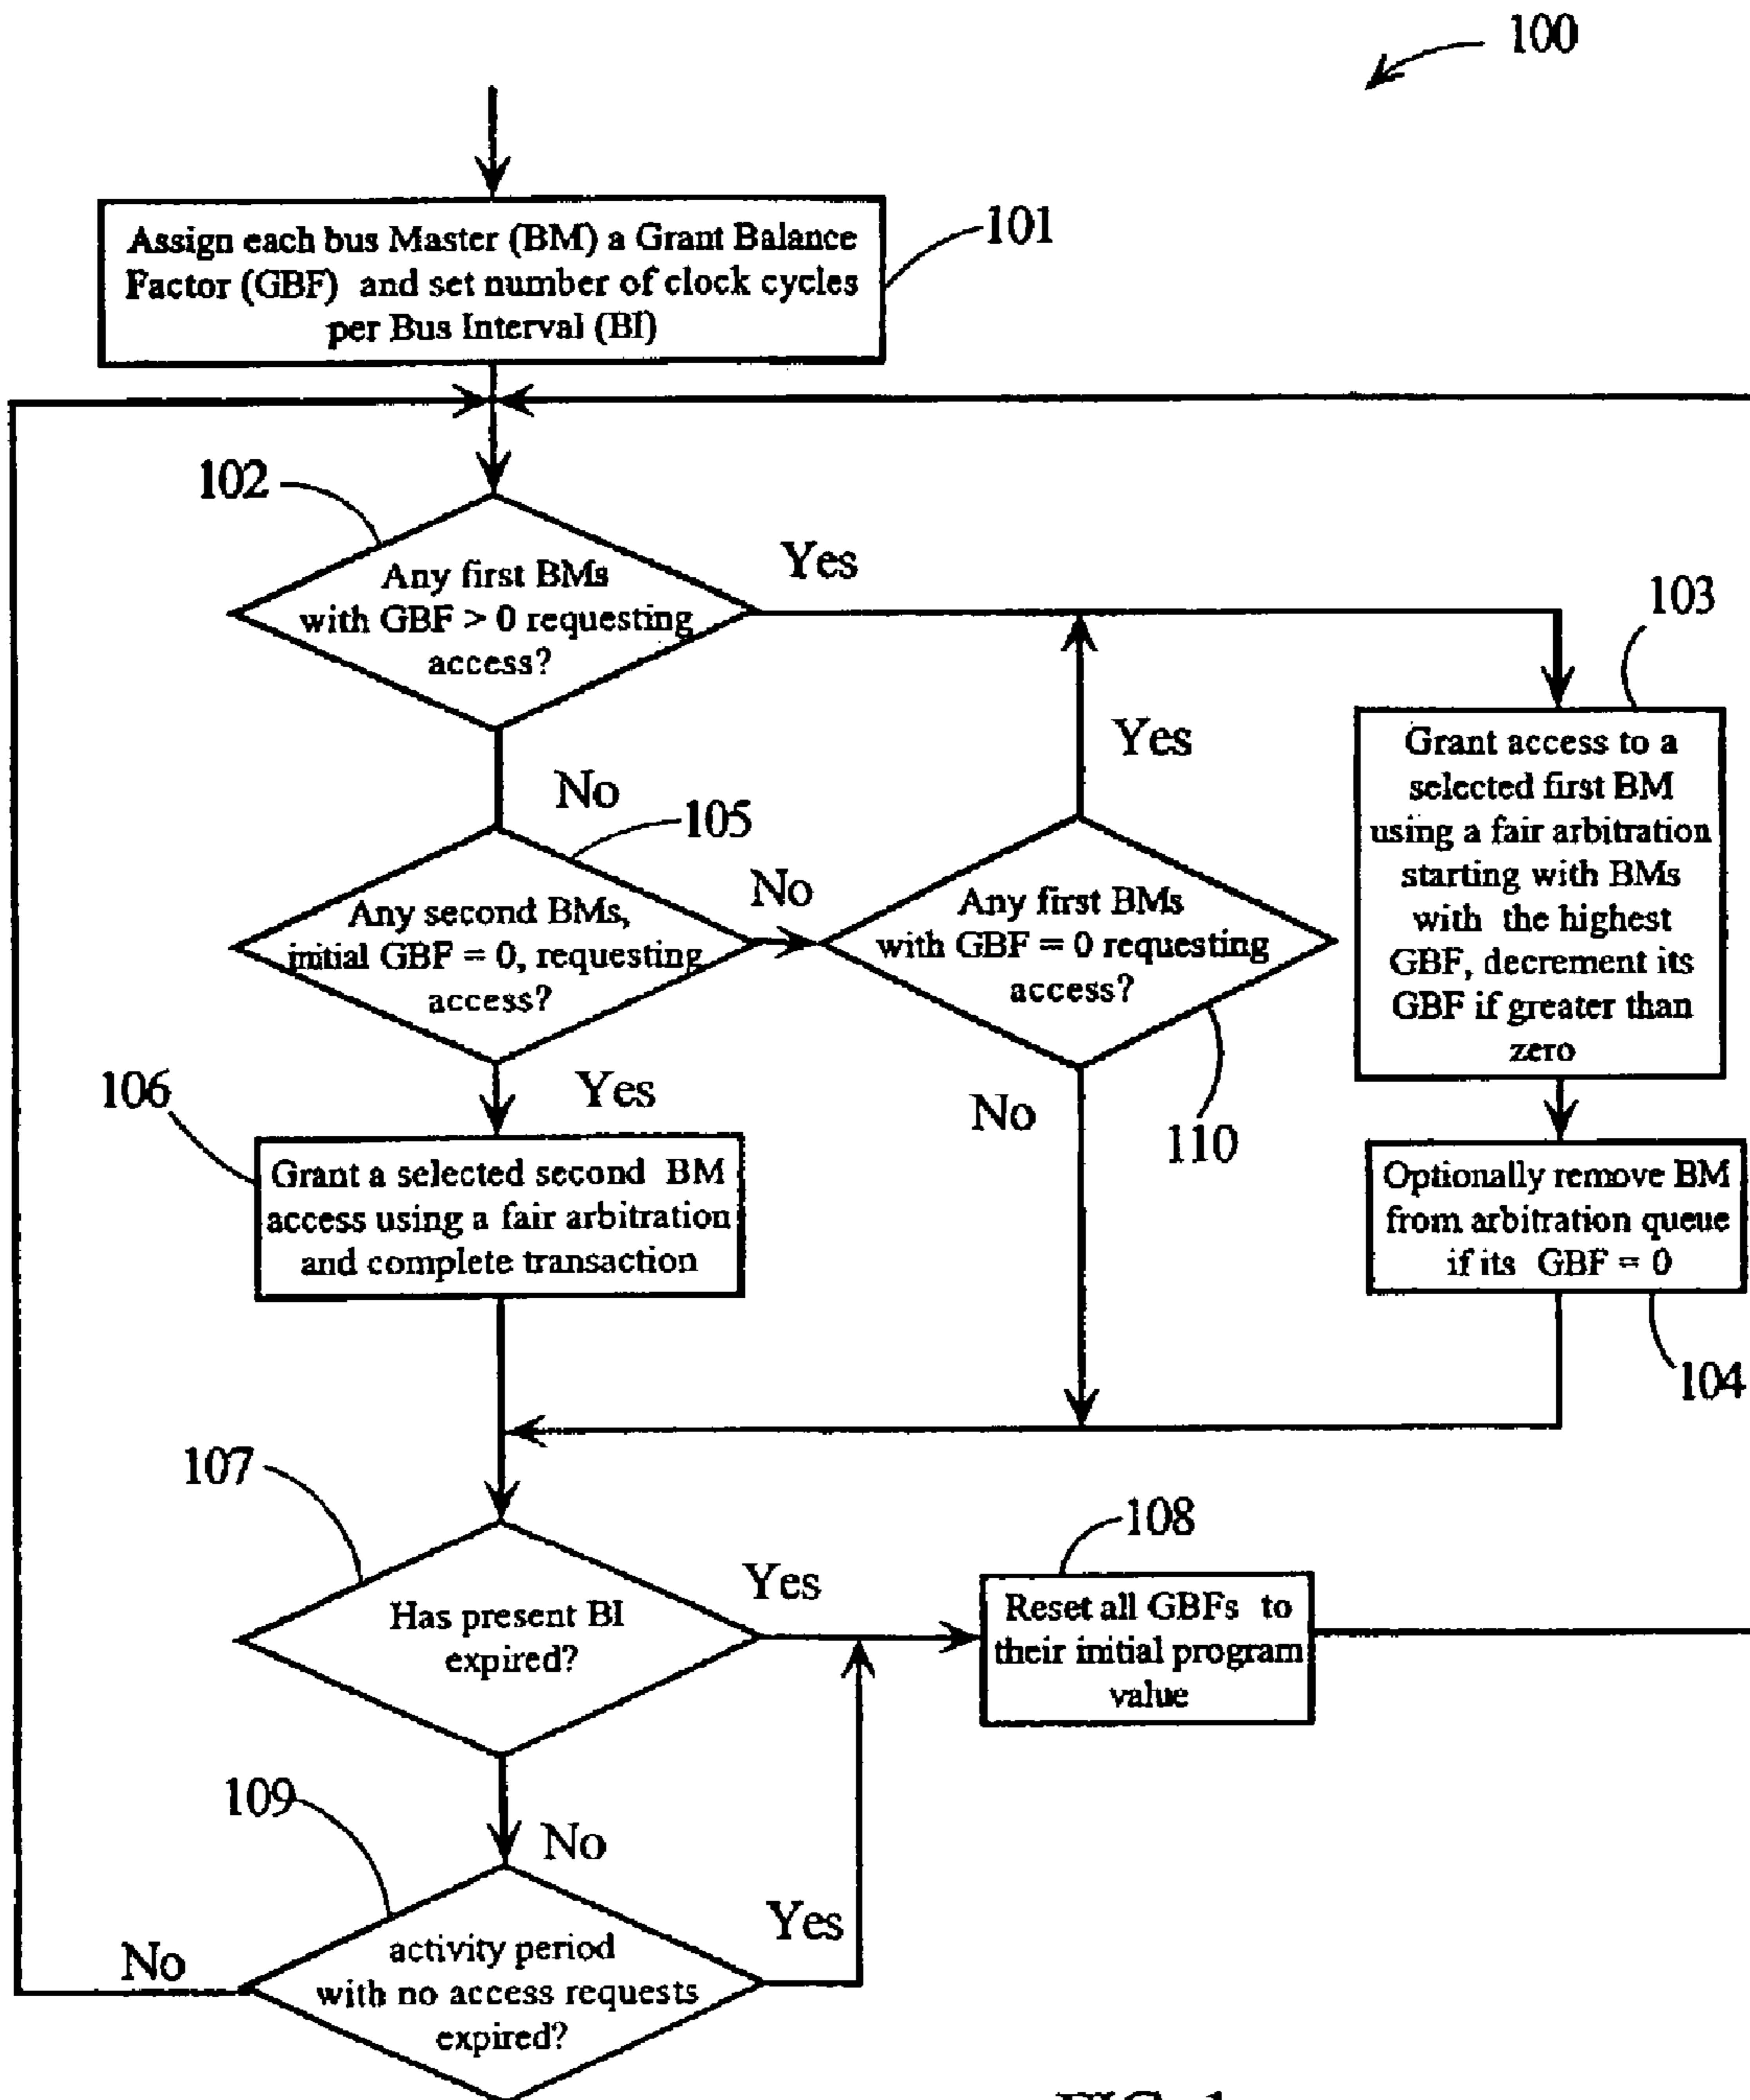 100
Assign each bus Master (BM) a Grant Balance
Factor (GBF) and set number of clock cycles
per Bus Interval (BI)
101
102
Any first BMs
with GBF > 0 requesting
access?
Yes
No
103
Grant access to a
selected first BM
using a fair arbitration
starting with BMs
with the highest
GBF, decrement its
GBF if greater than
zero
105
Any second BMs,
initial GBF = 0, requesting
access?
No
Yes
Any first BMs
with GBF = 0 requesting
access?
Yes
No
110
106
Grant a selected second BM
access using a fair arbitration
and complete transaction
Optionally remove BM
from arbitration queue
if its GBF = 0
104
107
Has present BI
expired?
Yes
No
108
Reset all GBFs to
their initial program
value
109
activity period
with no access requests
expired?
Yes
No